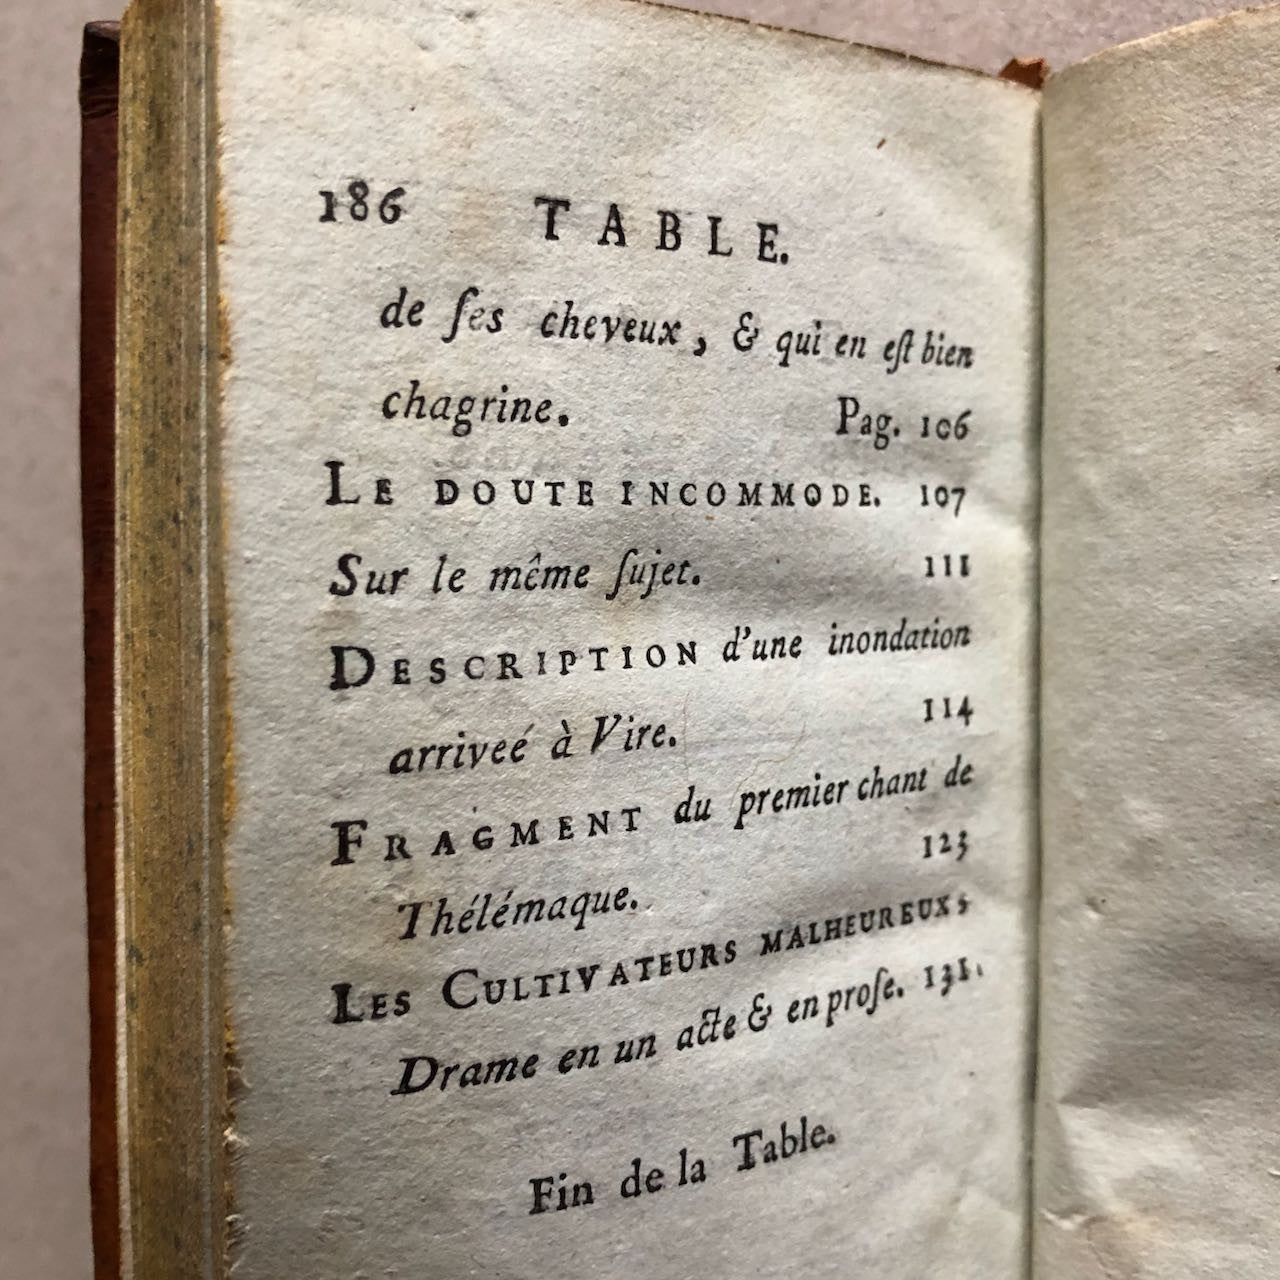 186 TABLE.
de ſes cheveux, & qui en eſt bien
chagrine. Pag. 106
LE DOUTE INCOMMODE. 107
Sur le même ſujet. 111
DESCRIPTION d'une inondation
arriveé à Vire. 114
FRAGMENT du premier chant de
Thélémaque. 123
LES CULTIVATEURS MALHEUREUX,
Drame en un acte & en proſe. 131.
Fin de la Table.